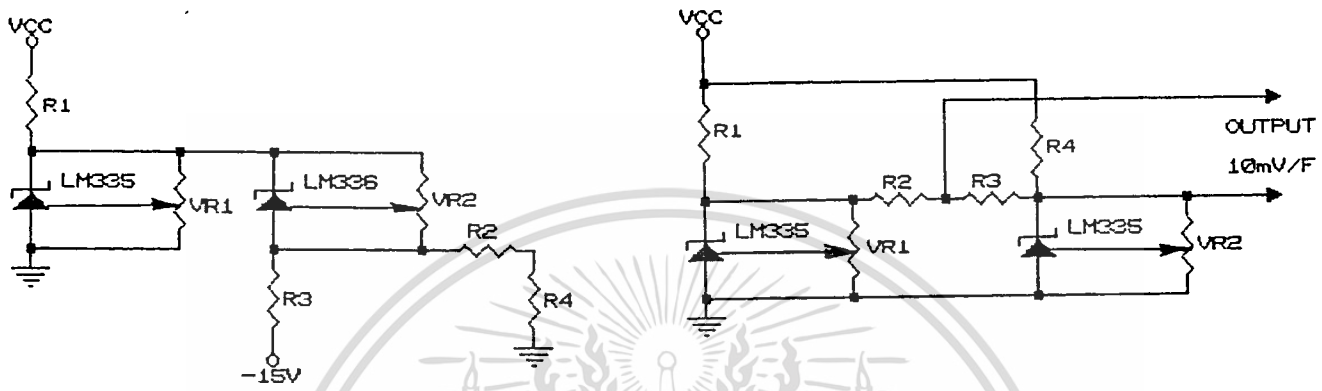 VCC
R1
LM335
VR1
LM336
VR2
R2
R3
R4
-15V
VCC
R1
R4
OUTPUT
10mV/F
R2
R3
LM335
VR1
LM335
VR2